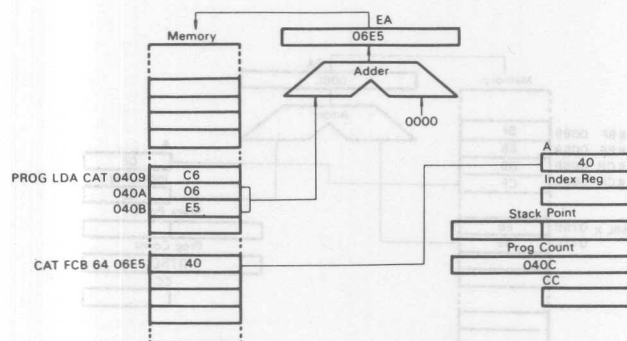 EA
06E5
Memory
Adder
0000
A
40
Index Reg
Stack Point
Prog Count
040C
CC
PROG LDA CAT 0409 C6
040A 06
040B E5
CAT FCB 64 06E5 40